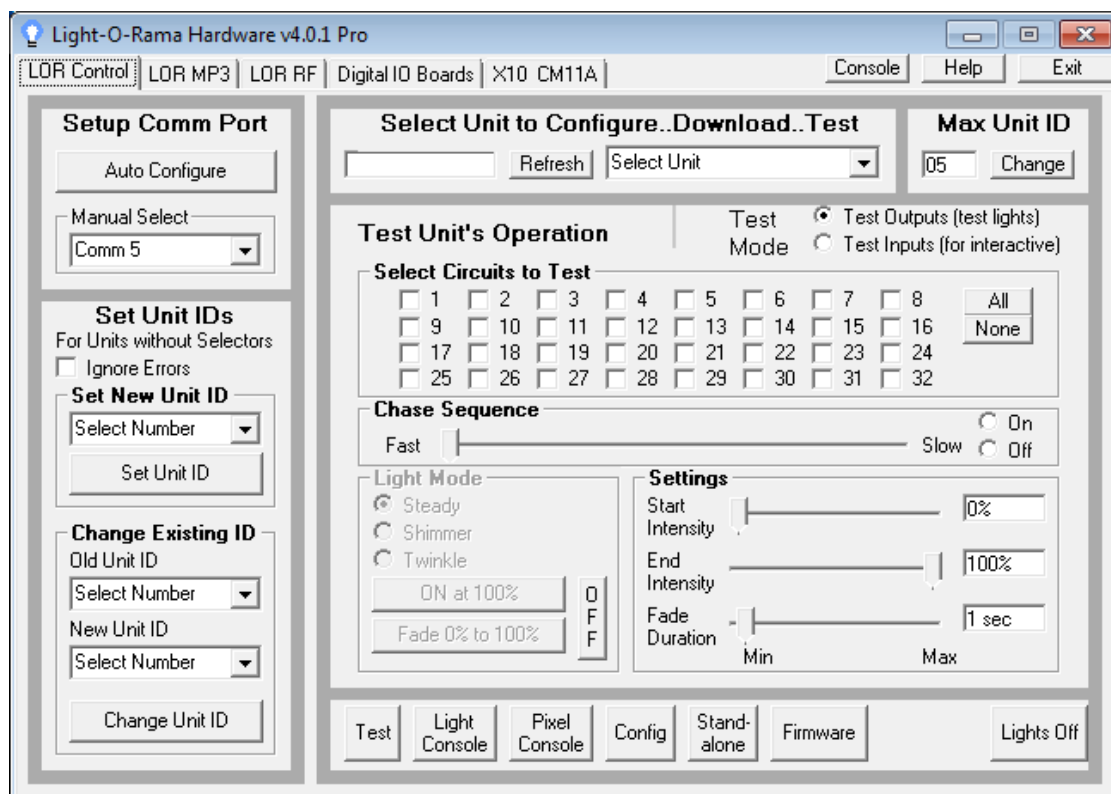 Light-O-Rama Hardware v4.0.1 Pro
LOR Control LOR MP3 LOR RF Digital IO Boards X10 CM11A Console Help Exit
Setup Comm Port
Auto Configure
Manual Select
Comm 5
Set Unit IDs
For Units without Selectors
Ignore Errors
Set New Unit ID
Select Number
Set Unit ID
Change Existing ID
Old Unit ID
Select Number
New Unit ID
Select Number
Change Unit ID
Select Unit to Configure..Download..Test
Refresh Select Unit
Max Unit ID
05 Change
Test Unit's Operation
Test
Mode
Test Outputs (test lights)
Test Inputs (for interactive)
Select Circuits to Test
1 2 3 4 5 6 7 8
9 10 11 12 13 14 15 16
17 18 19 20 21 22 23 24
25 26 27 28 29 30 31 32
All
None
Chase Sequence
Fast Slow
On
Off
Light Mode
Steady
Shimmer
Twinkle
ON at 100%
Fade 0% to 100%
O
F
F
Settings
Start
Intensity
0%
End
Intensity
100%
Fade
Duration
1 sec
Min Max
Test
Light
Console
Pixel
Console
Config
Stand-
alone
Firmware
Lights Off